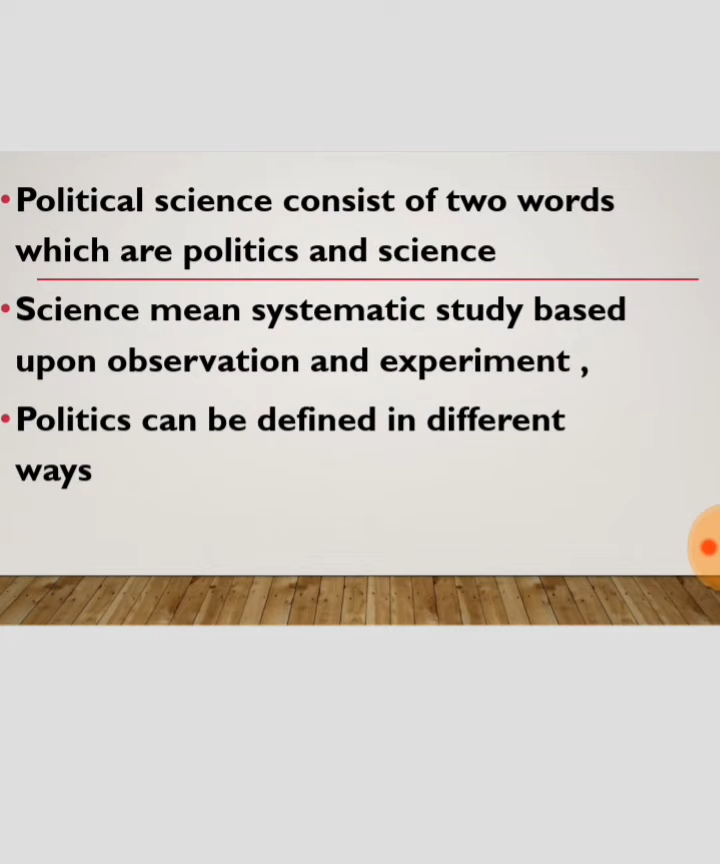 •Political science consist of two words
which are politics and science
•Science mean systematic study based
upon observation and experiment ,
•Politics can be defined in different
ways